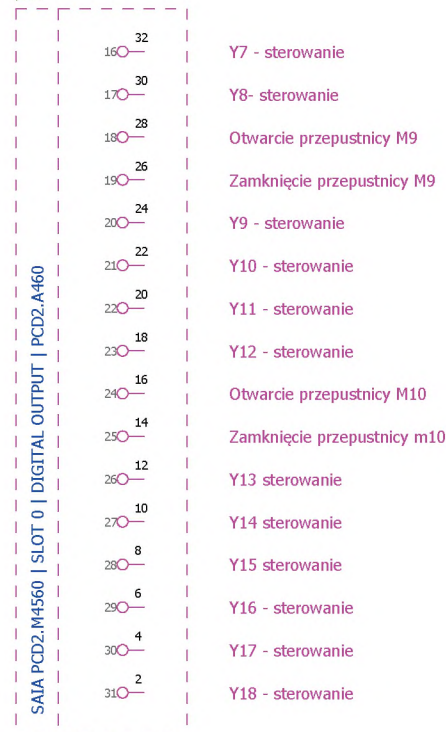 32
16
Y7 - sterowanie
30
17
Y8- sterowanie
28
18
Otwarcie przepustnicy M9
26
19
Zamknięcie przepustnicy M9
24
20
Y9 - sterowanie
22
21
Y10 - sterowanie
20
22
Y11 - sterowanie
18
23
Y12 - sterowanie
16
24
Otwarcie przepustnicy M10
14
25
Zamknięcie przepustnicy m10
12
26
Y13 sterowanie
10
27
Y14 sterowanie
8
28
Y15 sterowanie
6
29
Y16 - sterowanie
4
30
Y17 - sterowanie
2
31
Y18 - sterowanie
SAIA PCD2.M4560 | SLOT 0 | DIGITAL OUTPUT | PCD2.A460